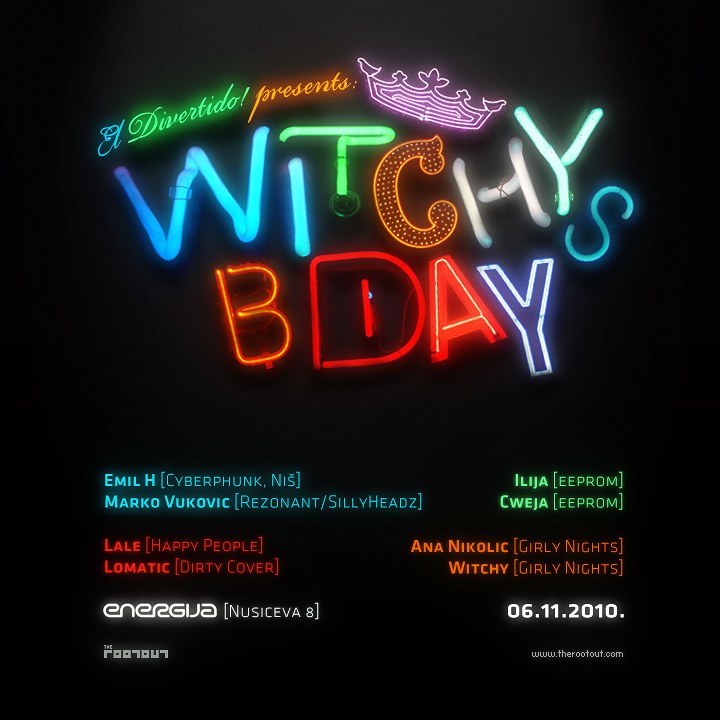 El Divertido! presents:
WITCHYS
BDAY
Emil H [Cyberphunk, Niš]
Marko Vukovic [Rezonant/SillyHeadz]
Ilija [eeprom]
Cweja [eeprom]
Lale [Happy People]
Lomatic [Dirty Cover]
Ana Nikolic [Girly Nights]
Witchy [Girly Nights]
energija [Nusiceva 8]
06.11.2010.
THE ROOTOUT
www.therootout.com